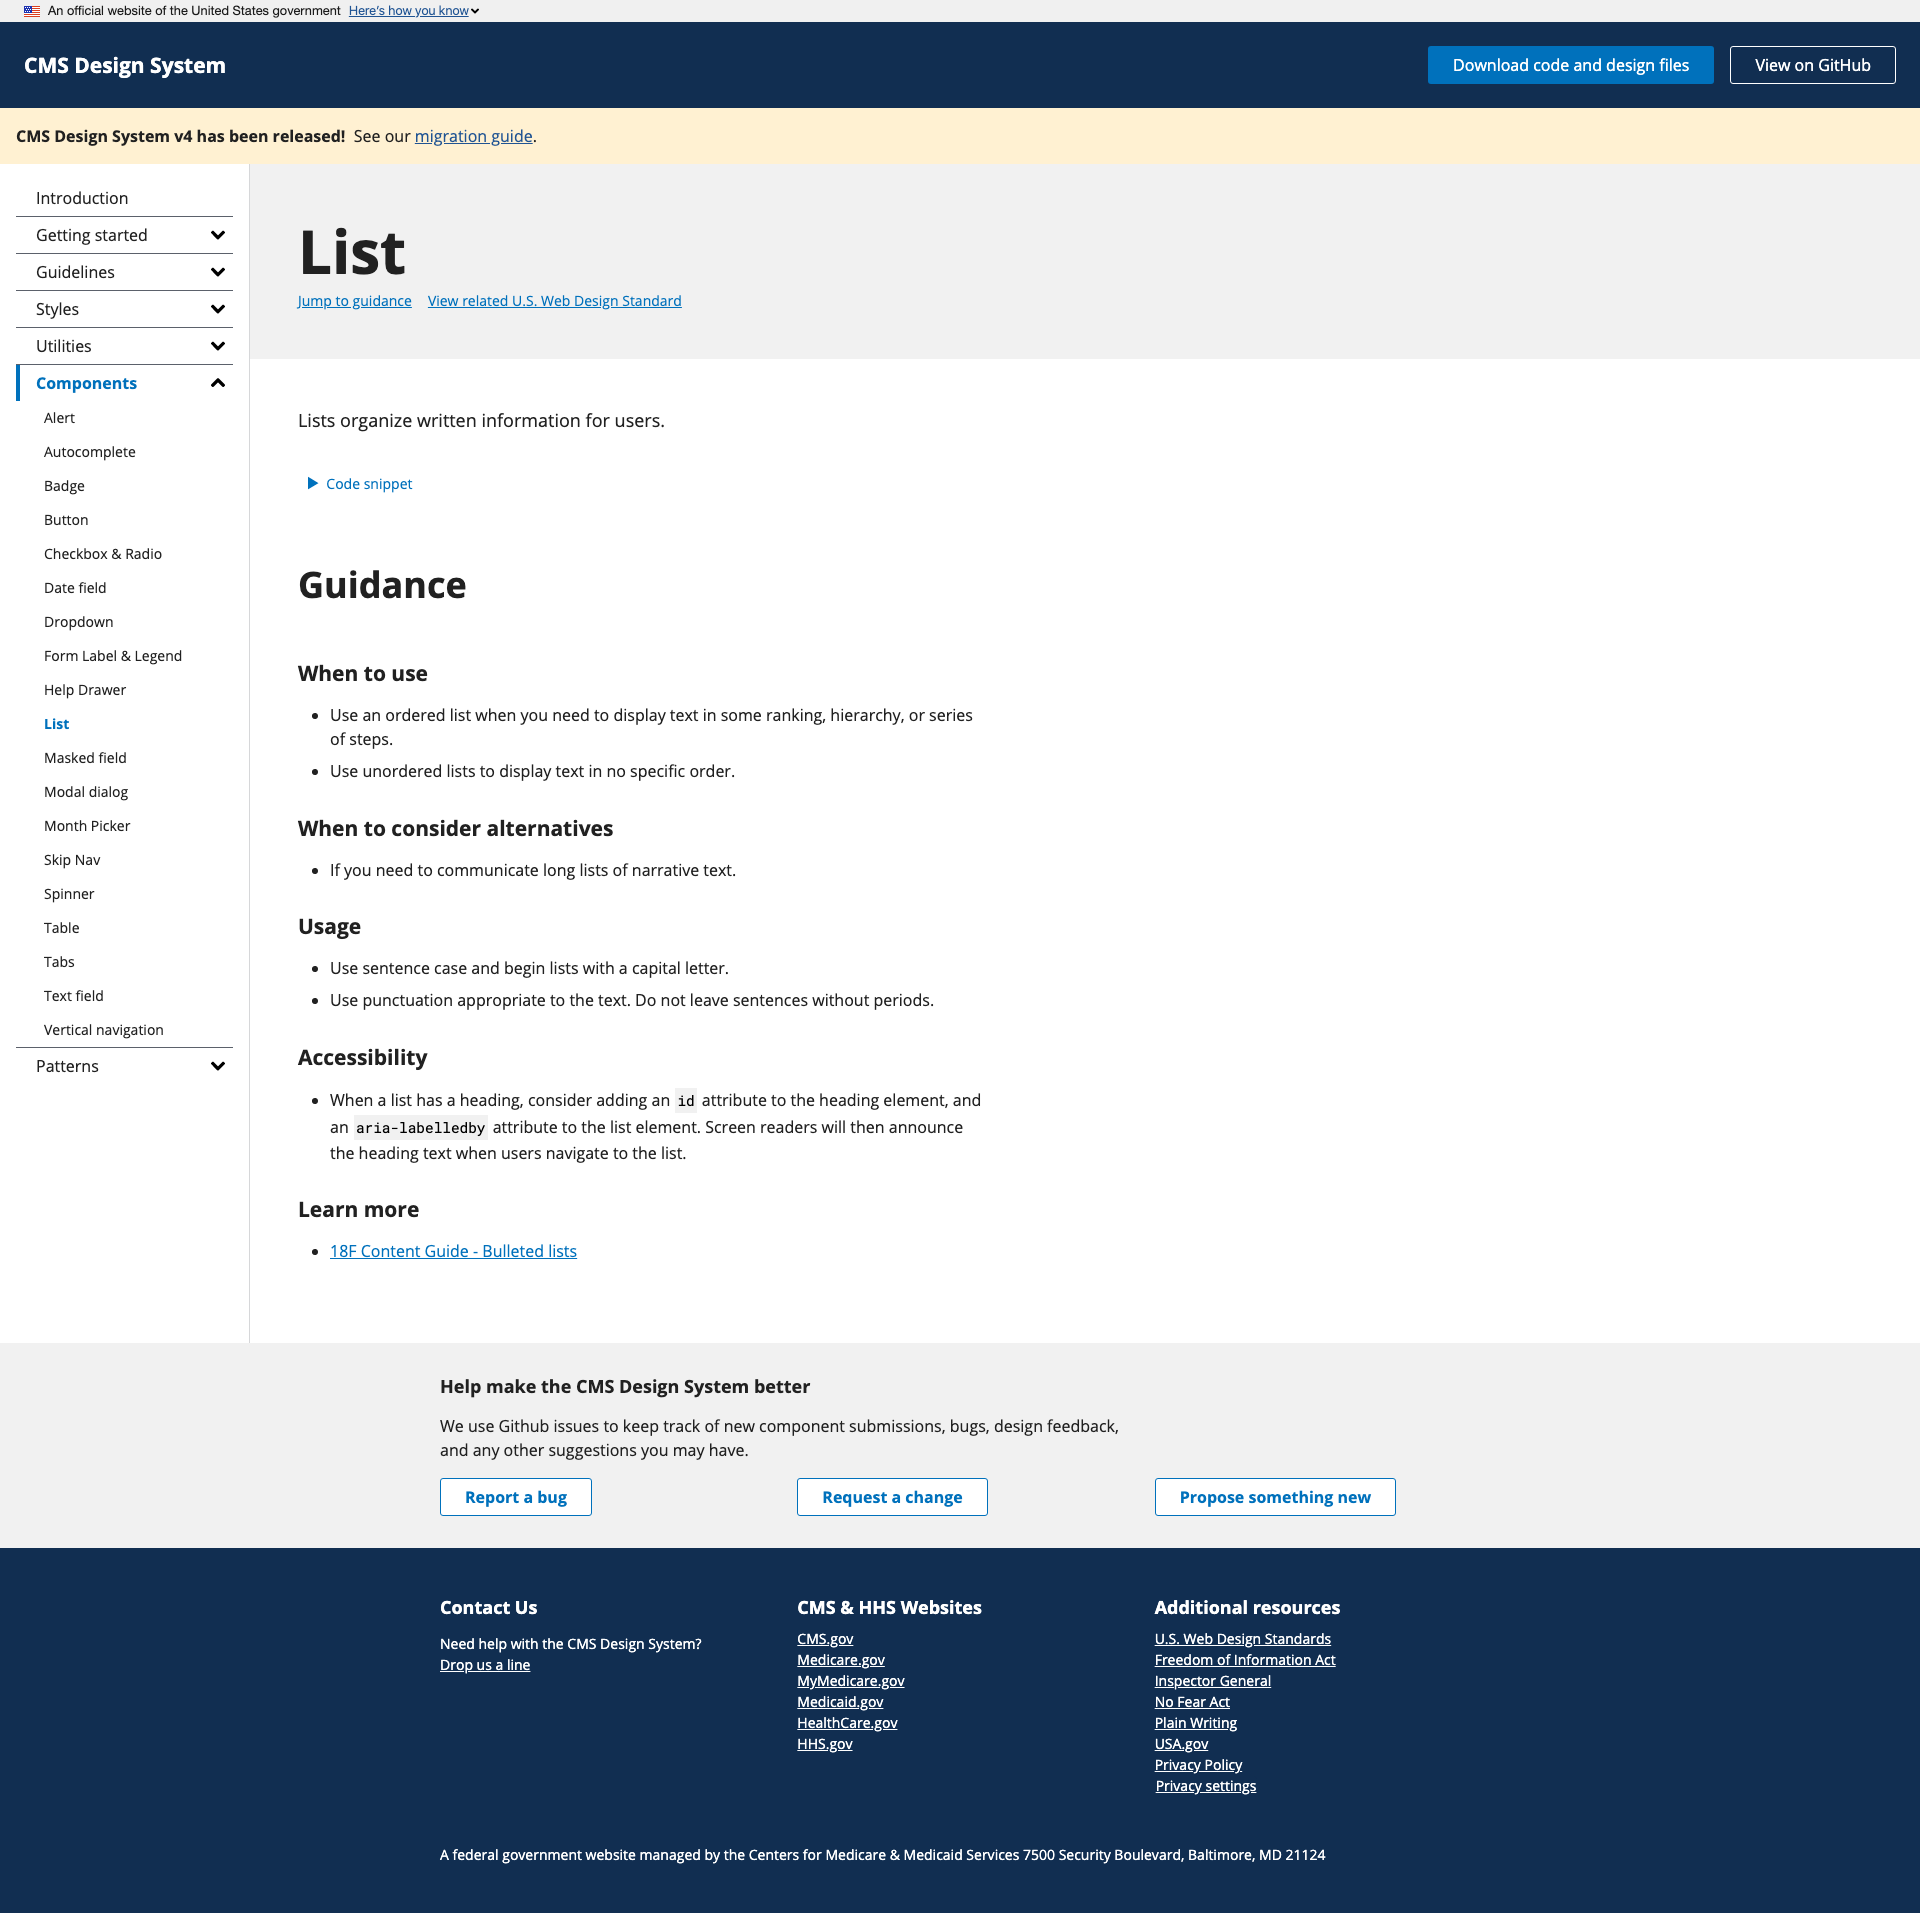 An official website of the United States government Here's how you know
CMS Design System
Download code and design files
View on GitHub
CMS Design System v4 has been released! See our migration guide.
Introduction
Getting started
Guidelines
Styles
Utilities
Components
Alert
Autocomplete
Badge
Button
Checkbox & Radio
Date field
Dropdown
Form Label & Legend
Help Drawer
List
Masked field
Modal dialog
Month Picker
Skip Nav
Spinner
Table
Tabs
Text field
Vertical navigation
Patterns
List
Jump to guidance View related U.S. Web Design Standard
Lists organize written information for users.
Code snippet
Guidance
When to use
Use an ordered list when you need to display text in some ranking, hierarchy, or series
of steps.
Use unordered lists to display text in no specific order.
When to consider alternatives
If you need to communicate long lists of narrative text.
Usage
Use sentence case and begin lists with a capital letter.
Use punctuation appropriate to the text. Do not leave sentences without periods.
Accessibility
When a list has a heading, consider adding an id attribute to the heading element, and
an aria-labelledby attribute to the list element. Screen readers will then announce
the heading text when users navigate to the list.
Learn more
18F Content Guide - Bulleted lists
Help make the CMS Design System better
We use Github issues to keep track of new component submissions, bugs, design feedback,
and any other suggestions you may have.
Report a bug
Request a change
Propose something new
Contact Us
Need help with the CMS Design System?
Drop us a line
CMS & HHS Websites
CMS.gov
Medicare.gov
MyMedicare.gov
Medicaid.gov
HealthCare.gov
HHS.gov
Additional resources
U.S. Web Design Standards
Freedom of Information Act
Inspector General
No Fear Act
Plain Writing
USA.gov
Privacy Policy
Privacy settings
A federal government website managed by the Centers for Medicare & Medicaid Services 7500 Security Boulevard, Baltimore, MD 21124